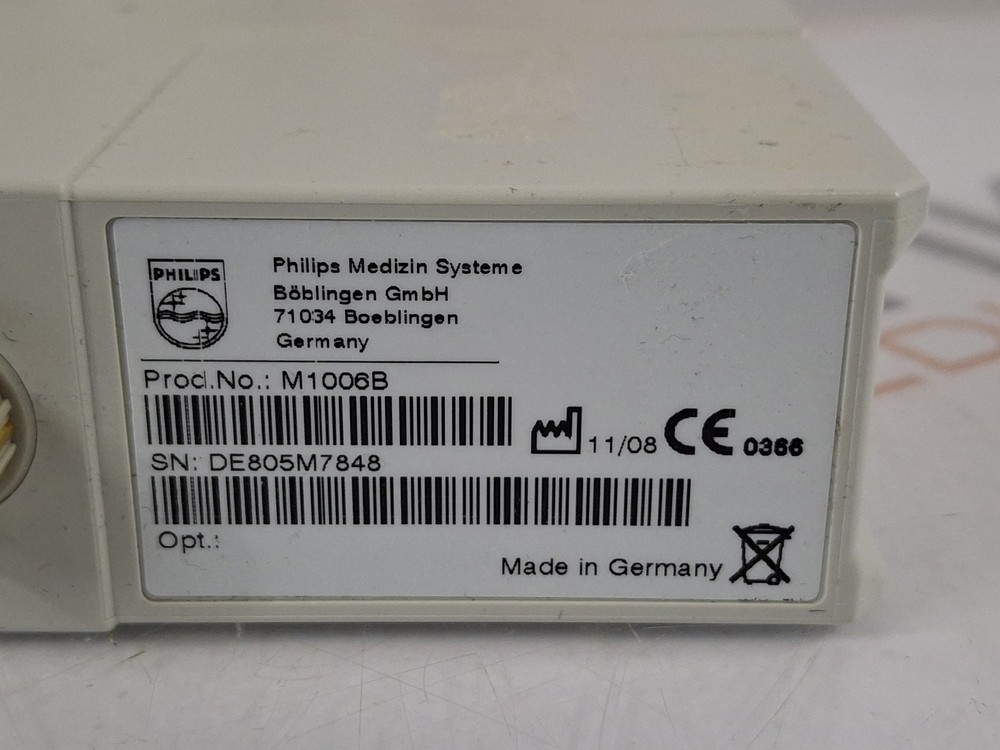 PHILIPS
Philips Medizin Systeme
Böblingen GmbH
71034 Boeblingen
Germany
Prod.No.: M1006B
11/08 CE 0366
SN: DE805M7848
Opt.:
Made in Germany